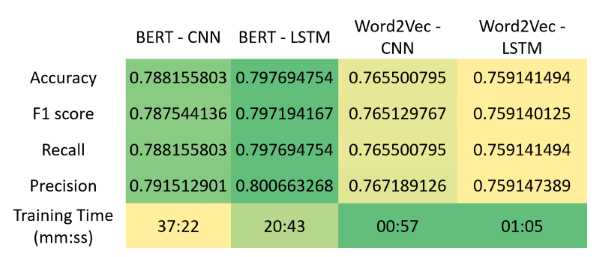 BERT - CNN BERT - LSTM Word2Vec - CNN Word2Vec - LSTM
Accuracy 0.788155803 0.797694754 0.765500795 0.759141494
F1 score 0.787544136 0.797194167 0.765129767 0.759140125
Recall 0.788155803 0.797694754 0.765500795 0.759141494
Precision 0.791512901 0.800663268 0.767189126 0.759147389
Training Time (mm:ss) 37:22 20:43 00:57 01:05